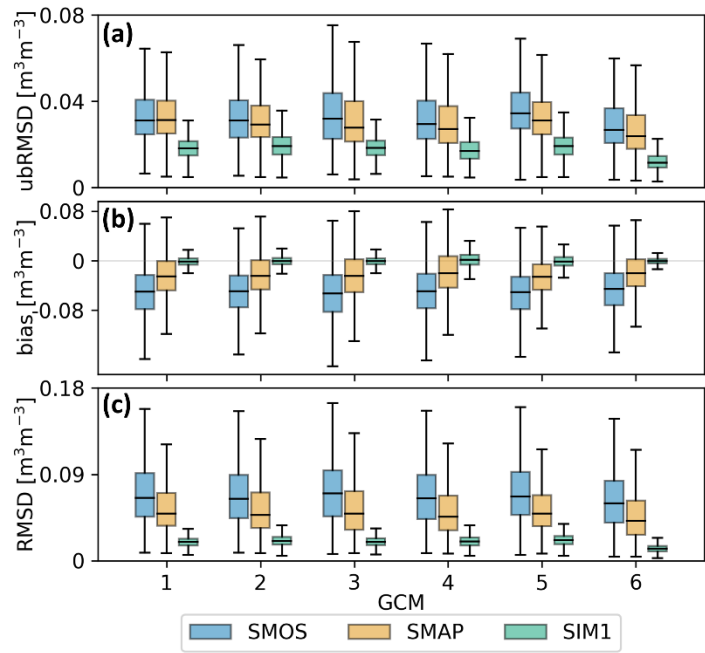 (a)
ubRMSD [m³m⁻³]
0.08
0.04
0
(b)
bias [m³m⁻³]
0.08
0
-0.08
(c)
RMSD [m³m⁻³]
0.18
0.09
0
1 2 3 4 5 6
GCM
SMOS SMAP SIM1